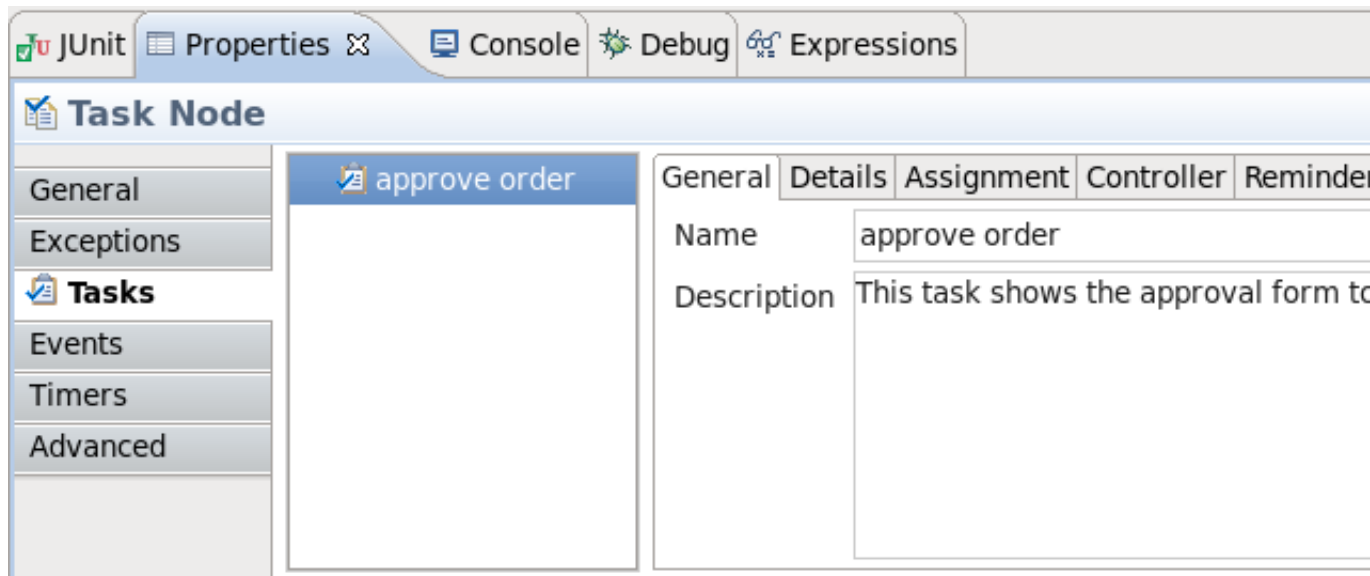 JUnit Properties Console Debug Expressions
Task Node
General
Exceptions
Tasks
Events
Timers
Advanced
approve order
General Details Assignment Controller
Name approve order
Description This task shows the approval form